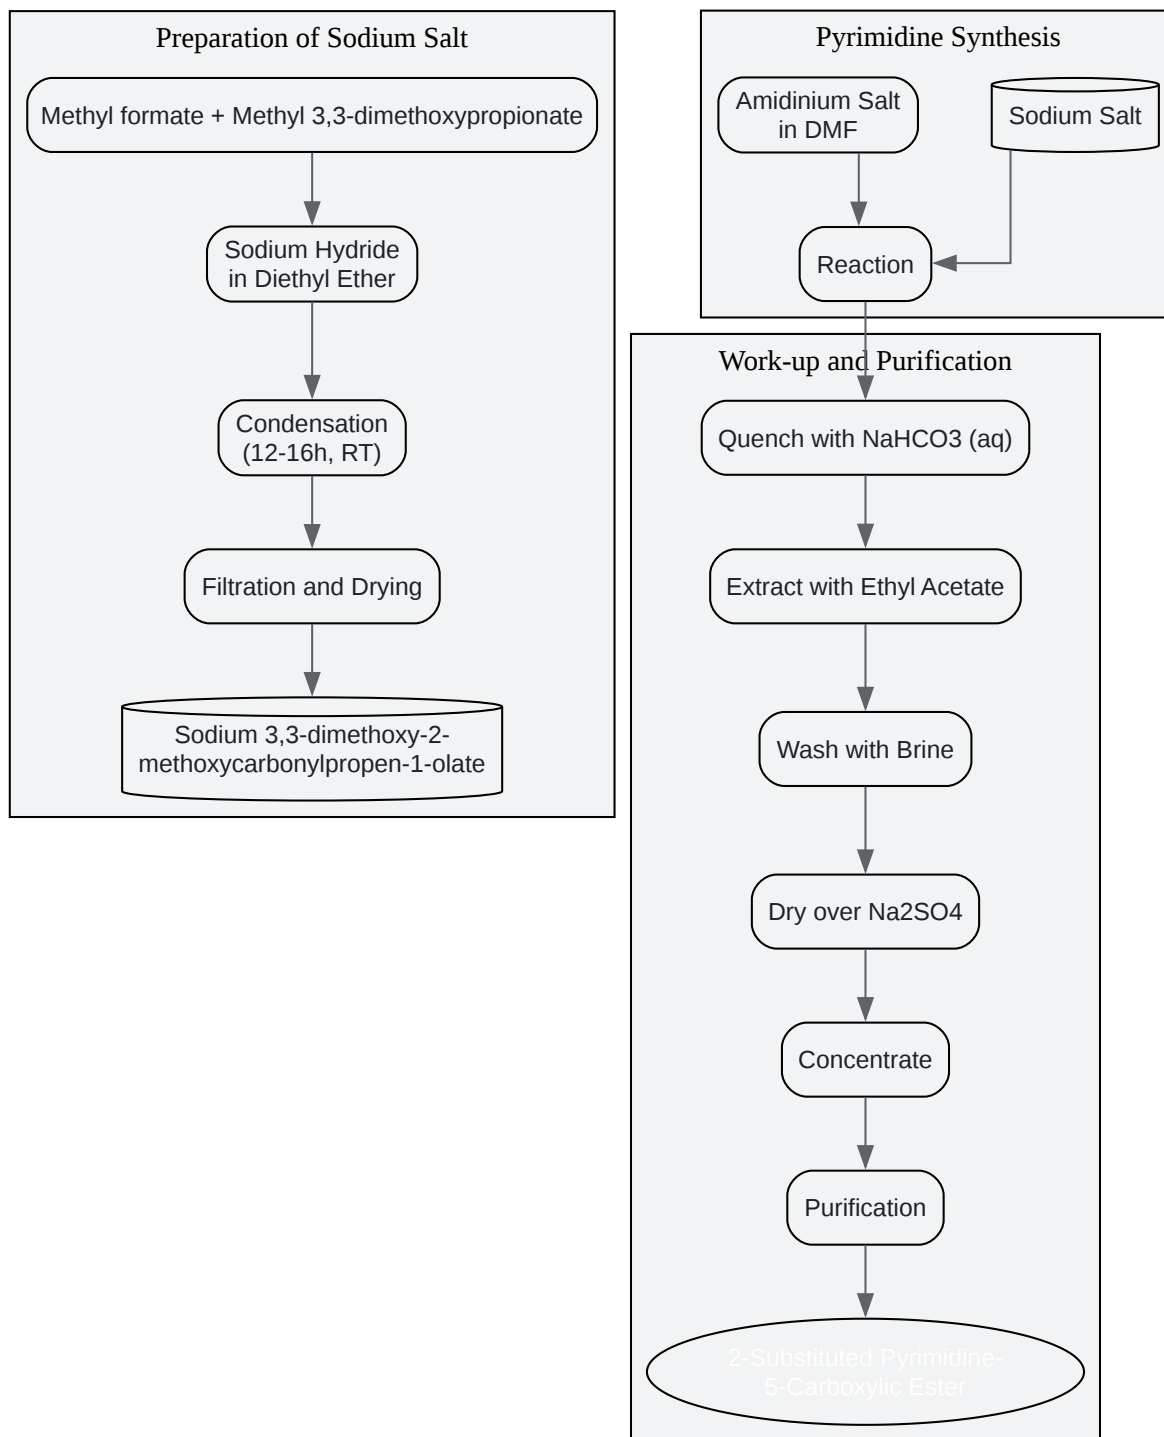 Preparation of Sodium Salt
Methyl formate + Methyl 3,3-dimethoxypropionate
Sodium Hydride
in Diethyl Ether
Condensation
(12-16h, RT)
Filtration and Drying
Sodium 3,3-dimethoxy-2-
methoxycarbonylpropen-1-olate
Pyrimidine Synthesis
Amidinium Salt
in DMF
Sodium Salt
Reaction
Work-up and Purification
Quench with NaHCO3 (aq)
Extract with Ethyl Acetate
Wash with Brine
Dry over Na2SO4
Concentrate
Purification
2-Substituted Pyrimidine-
5-Carboxylic Ester